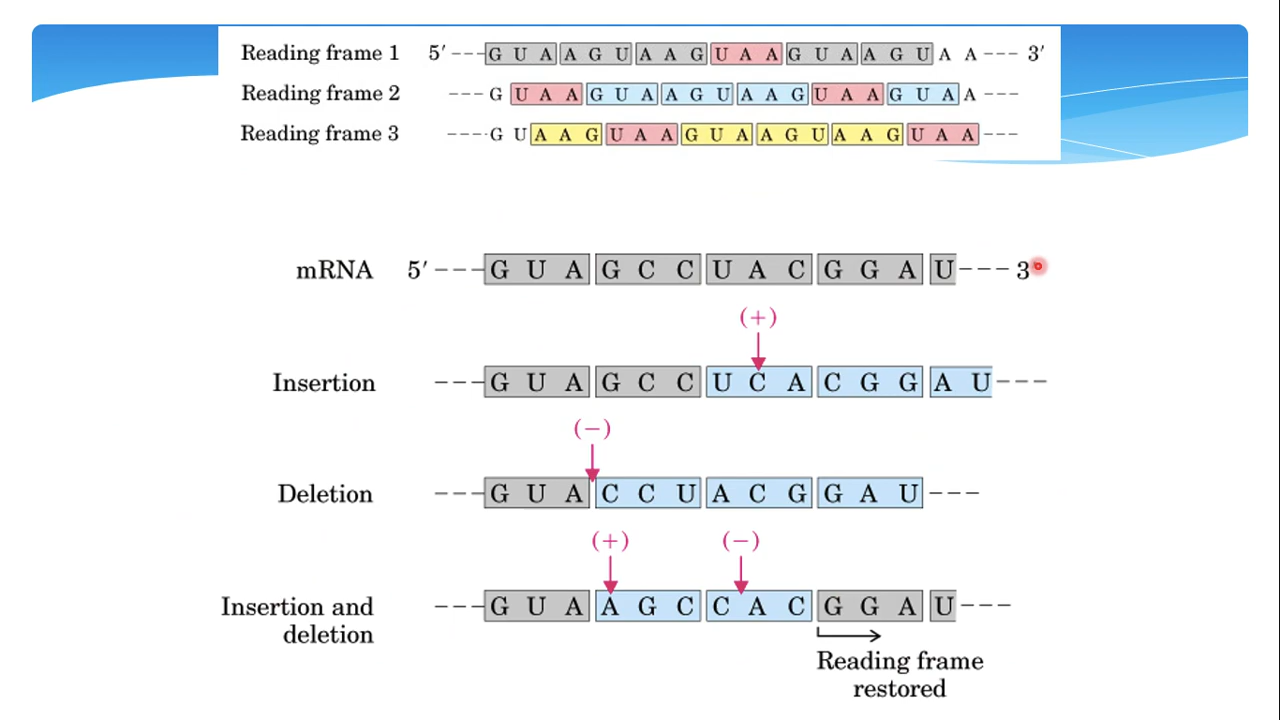 Reading frame 1 5′ --- G U A A G U A A G U A A G U A A G U A A --- 3′
Reading frame 2 --- G U A A G U A A G U A A G U A A G U A A ---
Reading frame 3 ---- G U A A G U A A G U A A G U A A G U A A ---
mRNA 5′ --- G U A G C C U A C G G A U --- 3
(+)
Insertion --- G U A G C C U C A C G G A U ---
(−)
Deletion --- G U A C C U A C G G A U ---
(+) (−)
Insertion and --- G U A A G C C A C G G A U ---
deletion
Reading frame
restored